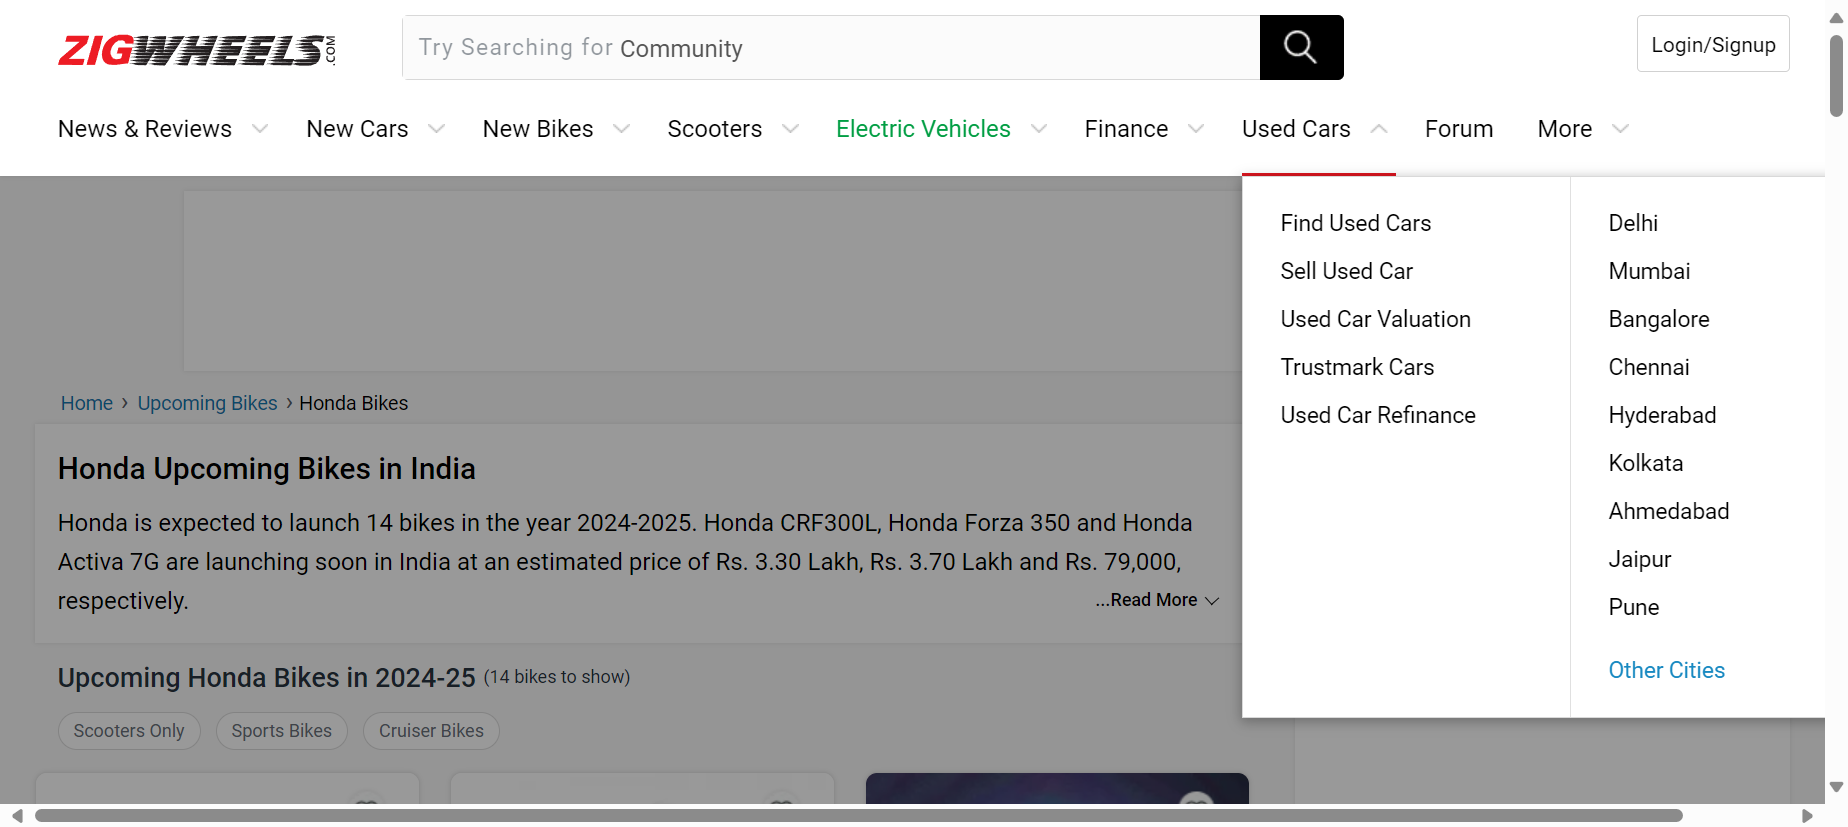 ZIGWHEELS.COM
Try Searching for Community
Login/Signup
News & Reviews
New Cars
New Bikes
Scooters
Electric Vehicles
Finance
Used Cars
Forum
More
Find Used Cars
Sell Used Car
Used Car Valuation
Trustmark Cars
Used Car Refinance
Delhi
Mumbai
Bangalore
Chennai
Hyderabad
Kolkata
Ahmedabad
Jaipur
Pune
Other Cities
Home › Upcoming Bikes › Honda Bikes
Honda Upcoming Bikes in India
Honda is expected to launch 14 bikes in the year 2024-2025. Honda CRF300L, Honda Forza 350 and Honda
Activa 7G are launching soon in India at an estimated price of Rs. 3.30 Lakh, Rs. 3.70 Lakh and Rs. 79,000,
respectively.
...Read More
Upcoming Honda Bikes in 2024-25 (14 bikes to show)
Scooters Only
Sports Bikes
Cruiser Bikes